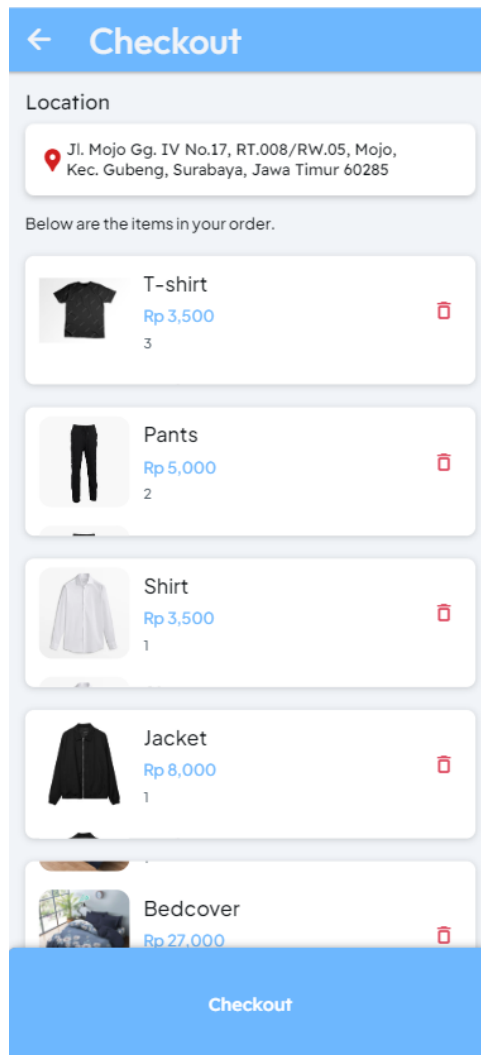 Checkout
Location
Jl. Mojo Gg. IV No.17, RT.008/RW.05, Mojo,
Kec. Gubeng, Surabaya, Jawa Timur 60285
Below are the items in your order.
T-shirt
Rp 3,500
3
Pants
Rp 5,000
2
Shirt
Rp 3,500
1
Jacket
Rp 8,000
1
Bedcover
Rp 27,000
Checkout